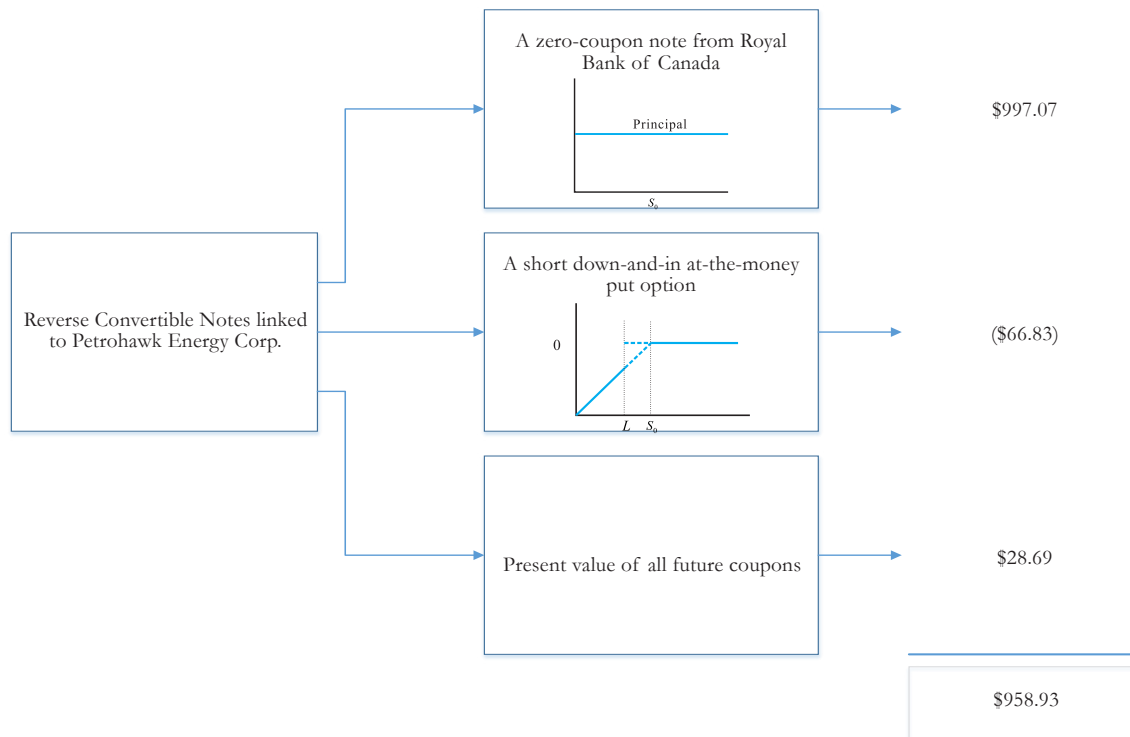 A zero-coupon note from Royal
Bank of Canada
Principal
S₀
$997.07
Reverse Convertible Notes linked
to Petrohawk Energy Corp.
A short down-and-in at-the-money
put option
0
L S₀
($66.83)
Present value of all future coupons
$28.69
$958.93